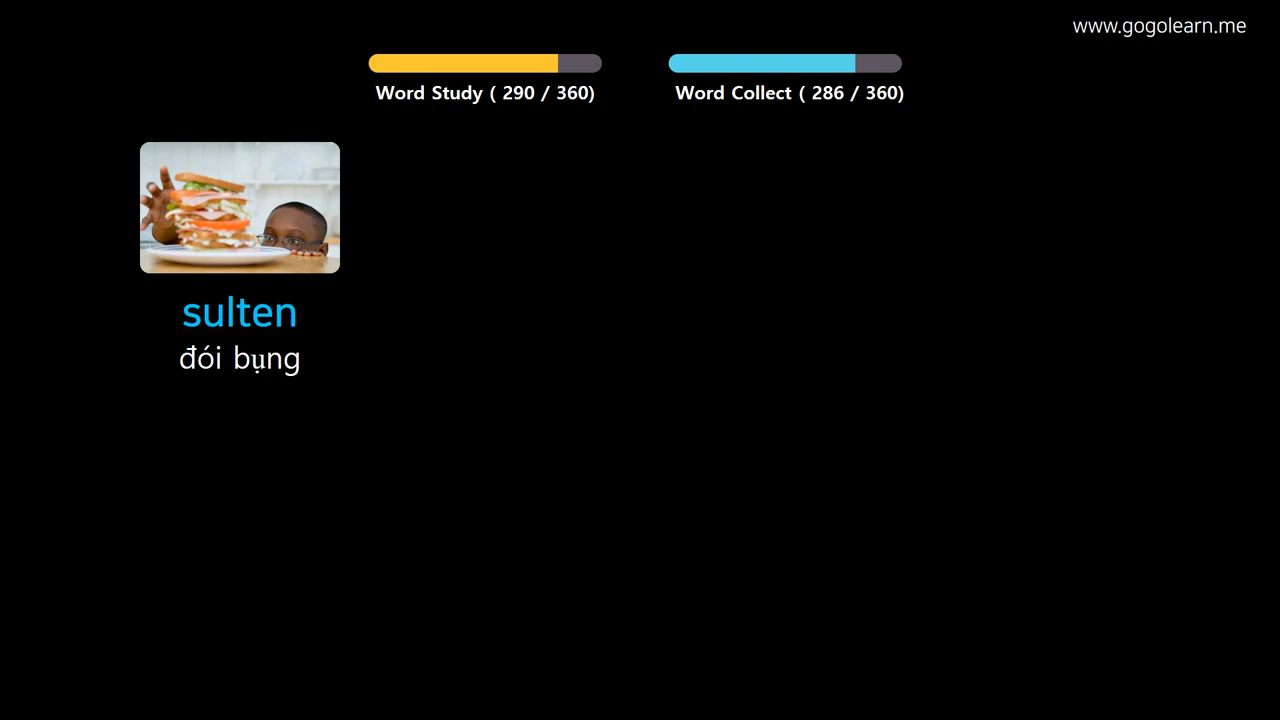 www.gogolearn.me
Word Study ( 290 / 360)
Word Collect ( 286 / 360)
sulten
đói bụng